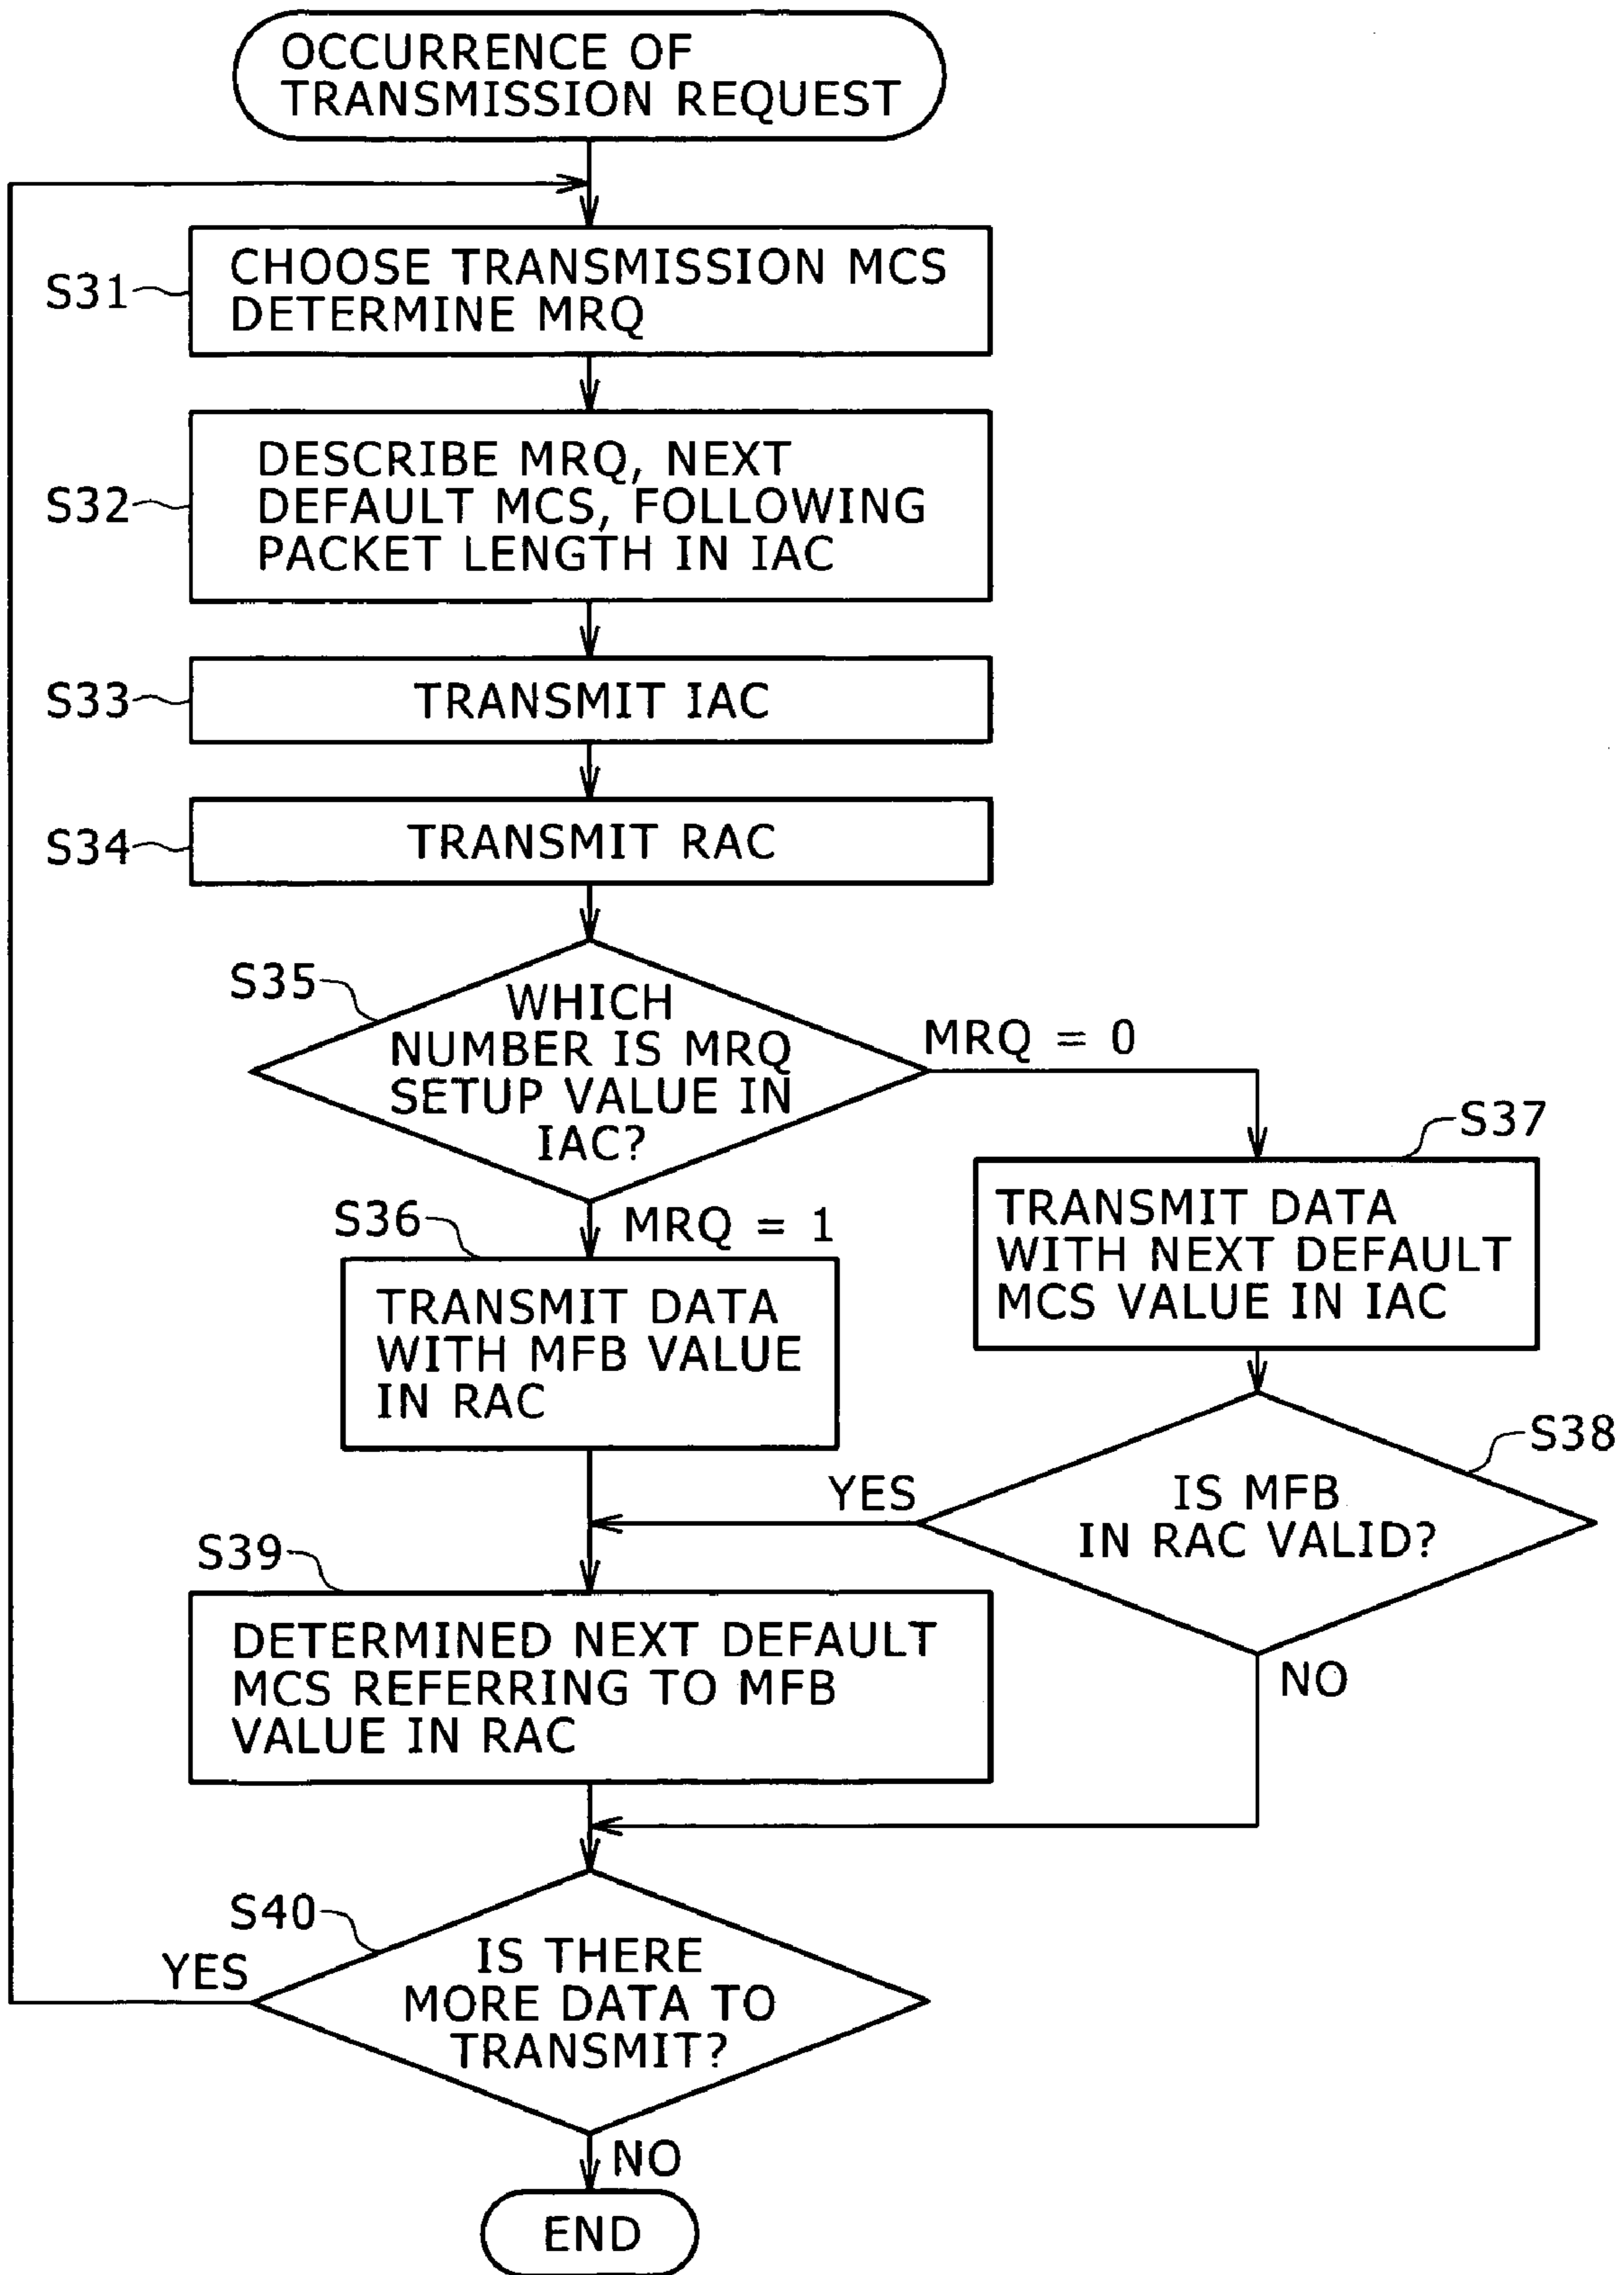 OCCURRENCE OF
TRANSMISSION REQUEST
S31
CHOOSE TRANSMISSION MCS
DETERMINE MRQ
S32
DESCRIBE MRQ, NEXT
DEFAULT MCS, FOLLOWING
PACKET LENGTH IN IAC
S33
TRANSMIT IAC
S34
TRANSMIT RAC
S35
WHICH
NUMBER IS MRQ
SETUP VALUE IN
IAC?
MRQ = 0
S37
TRANSMIT DATA
WITH NEXT DEFAULT
MCS VALUE IN IAC
S36
MRQ = 1
TRANSMIT DATA
WITH MFB VALUE
IN RAC
S38
IS MFB
IN RAC VALID?
YES
NO
S39
DETERMINED NEXT DEFAULT
MCS REFERRING TO MFB
VALUE IN RAC
S40
IS THERE
MORE DATA TO
TRANSMIT?
YES
NO
END